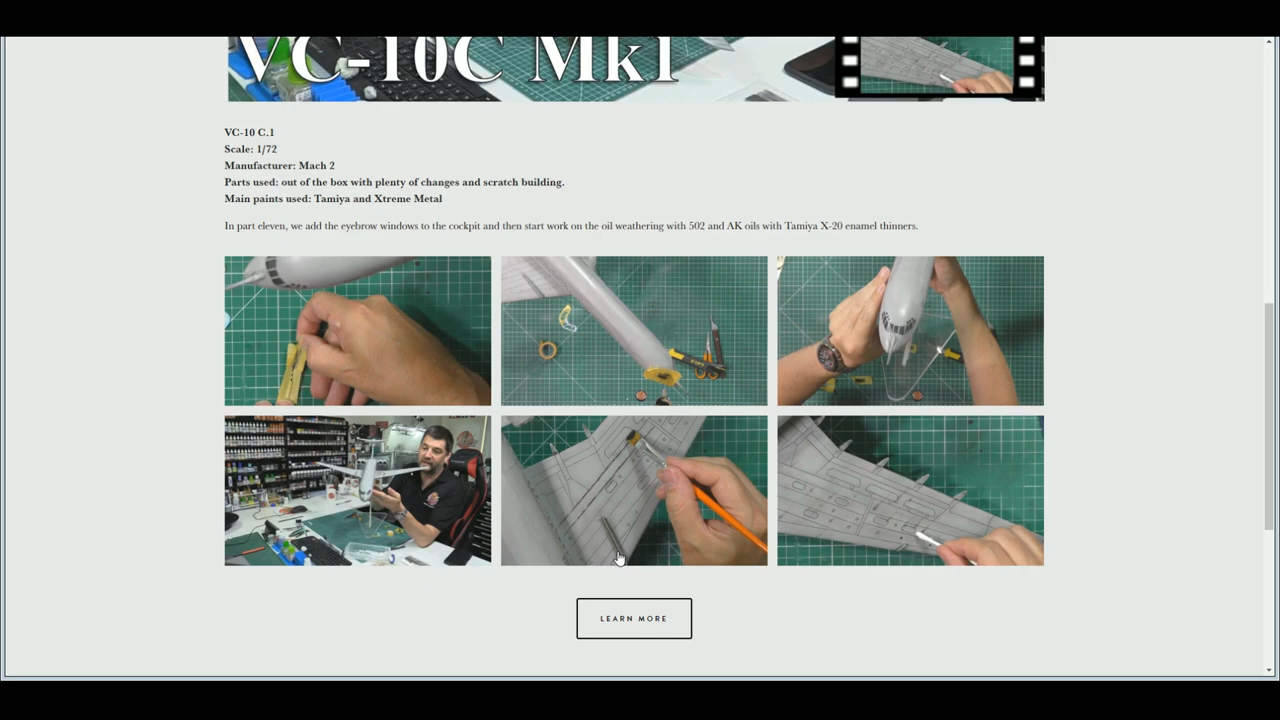 VC-10C Mk1
VC-10 C.1
Scale: 1/72
Manufacturer: Mach 2
Parts used: out of the box with plenty of changes and scratch building.
Main paints used: Tamiya and Xtreme Metal
In part eleven, we add the eyebrow windows to the cockpit and then start work on the oil weathering with 502 and AK oils with Tamiya X-20 enamel thinners.
LEARN MORE